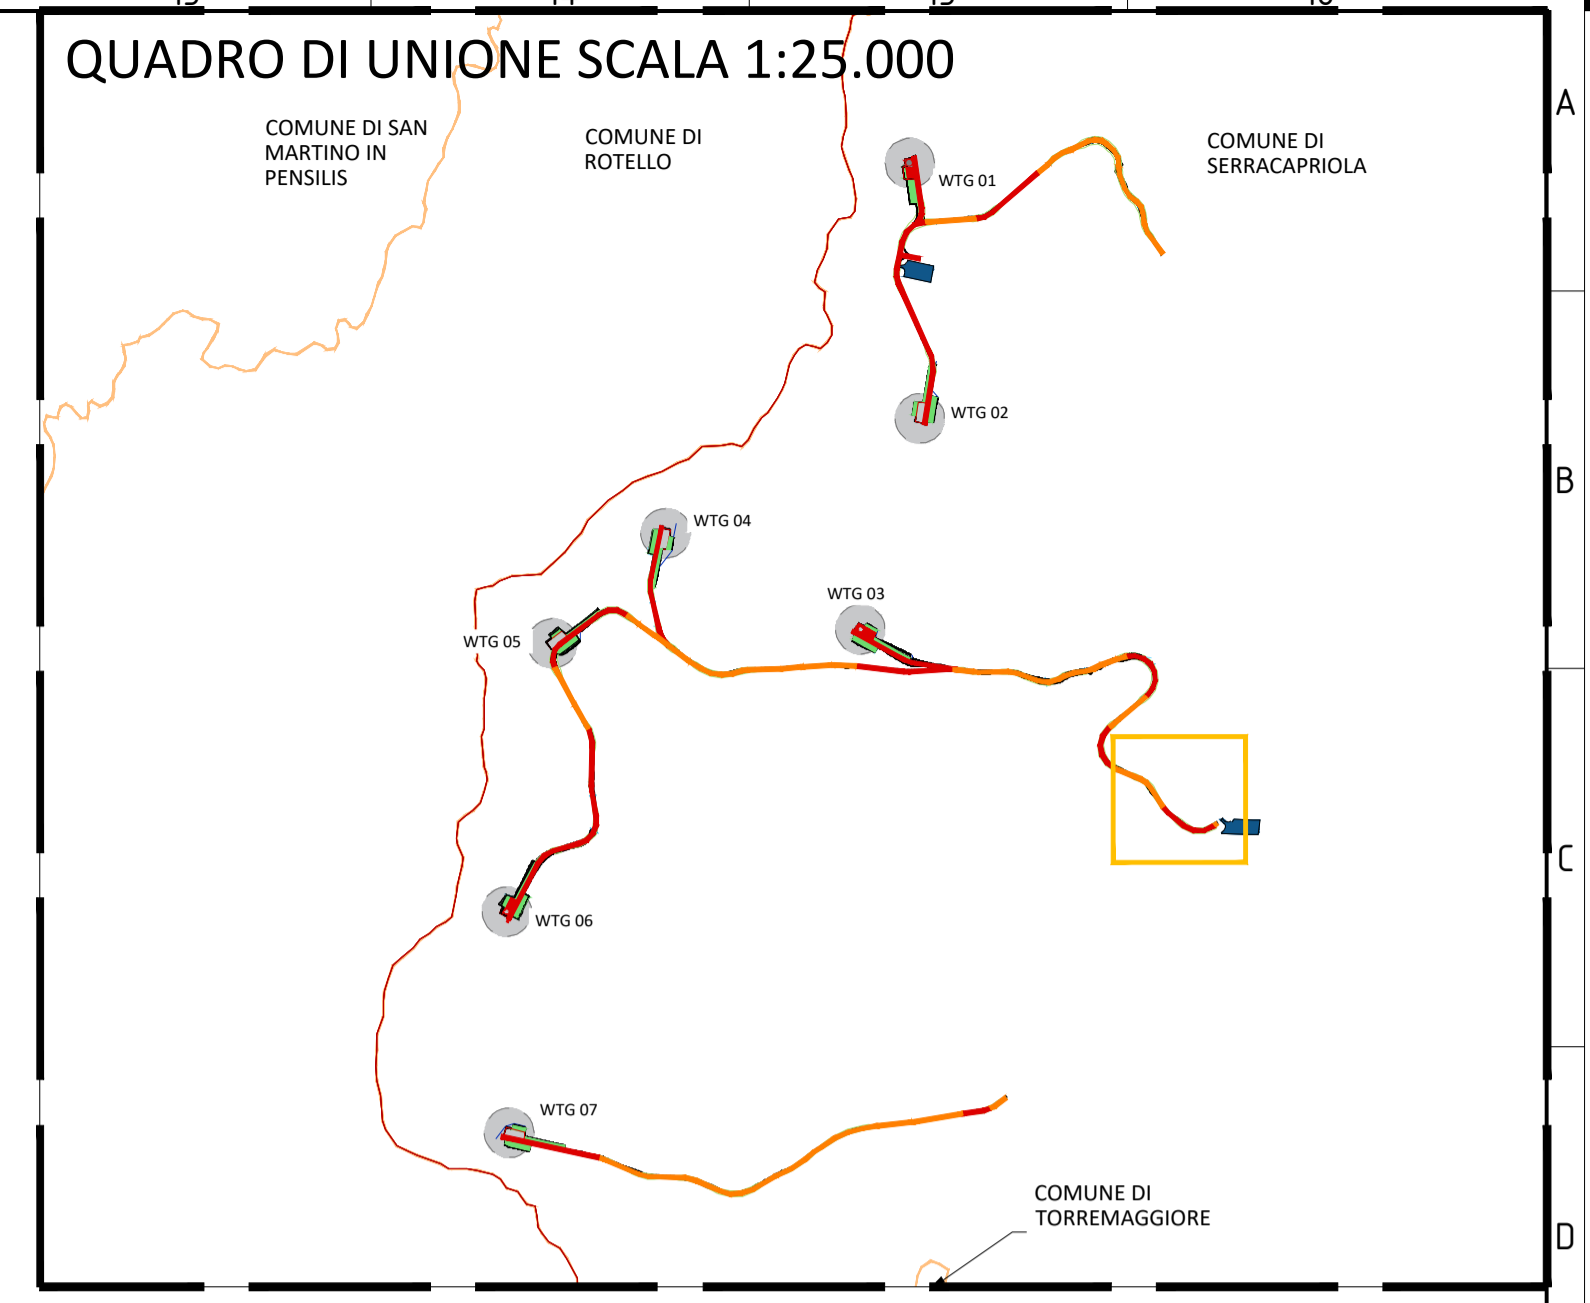 QUADRO DI UNIONE SCALA 1:25.000
A
COMUNE DI SAN
MARTINO IN
PENSILIS
COMUNE DI
ROTELLO
COMUNE DI
SERRACAPRIOLA
WTG 01
WTG 02
B
WTG 04
WTG 03
WTG 05
C
WTG 06
WTG 07
COMUNE DI
TORREMAGGIORE
D